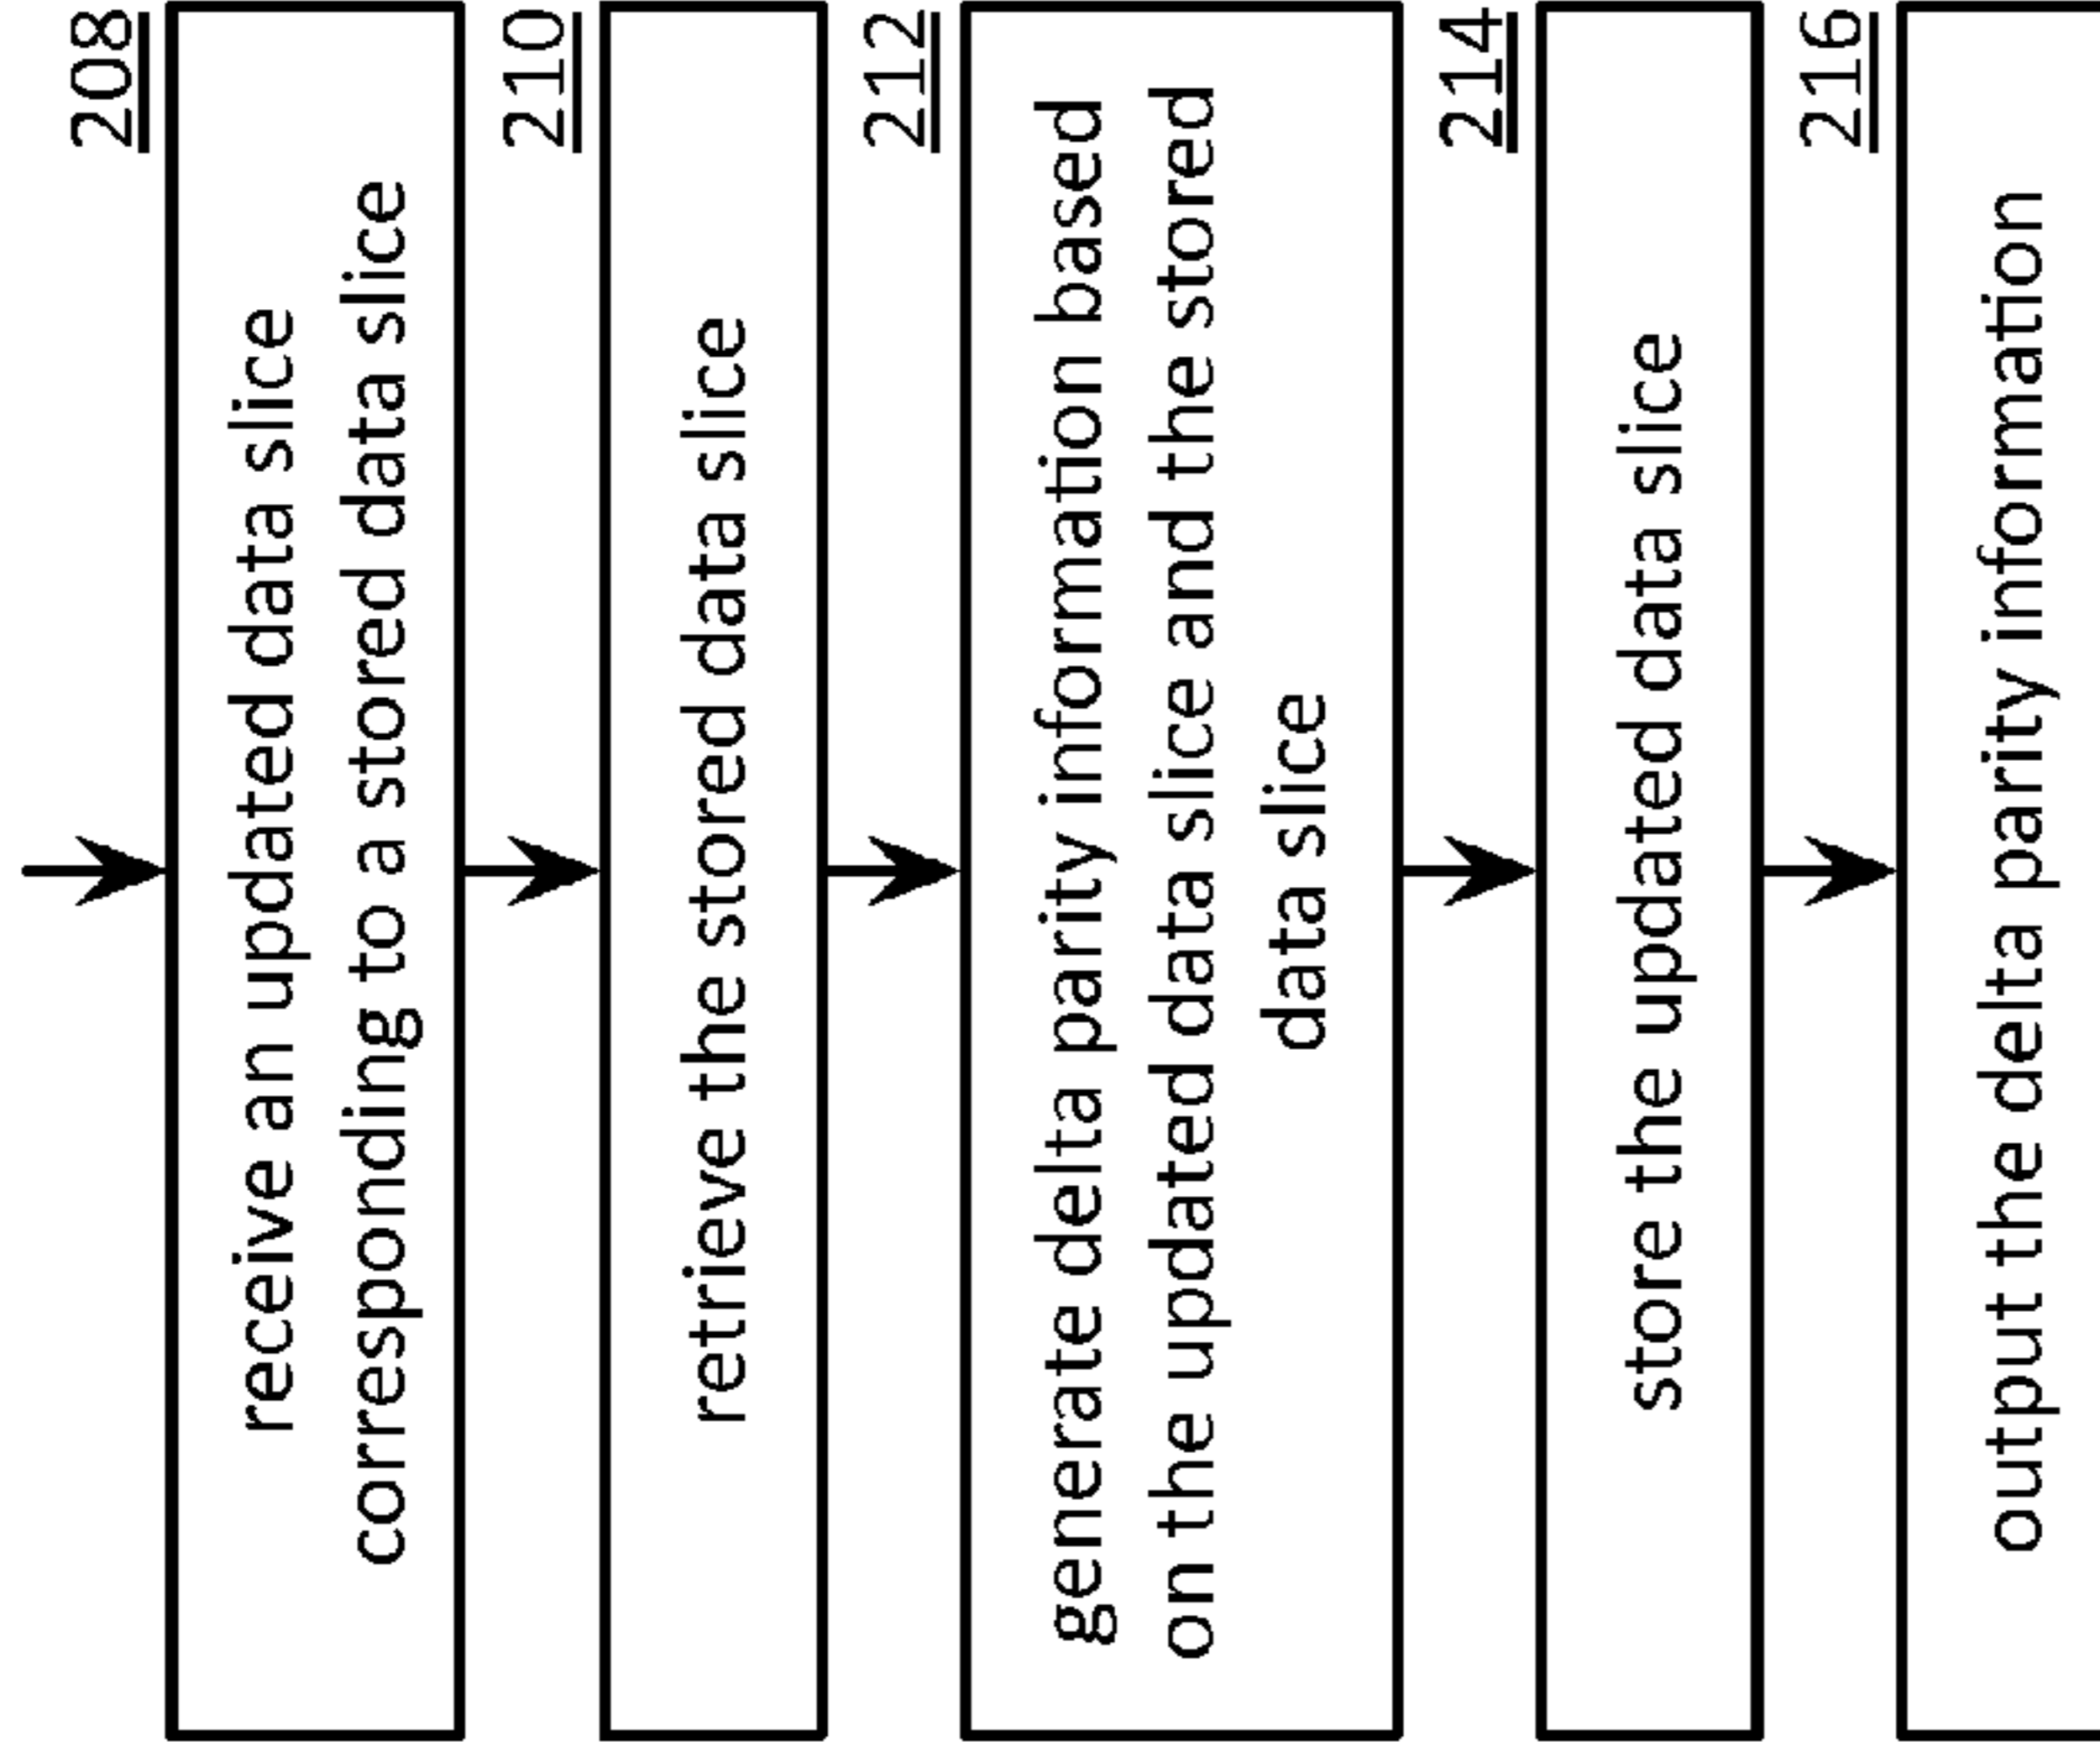 208
receive an updated data slice
corresponding to a stored data slice
210
retrieve the stored data slice
212
generate delta parity information based
on the updated data slice and the stored
data slice
214
store the updated data slice
216
output the delta parity information